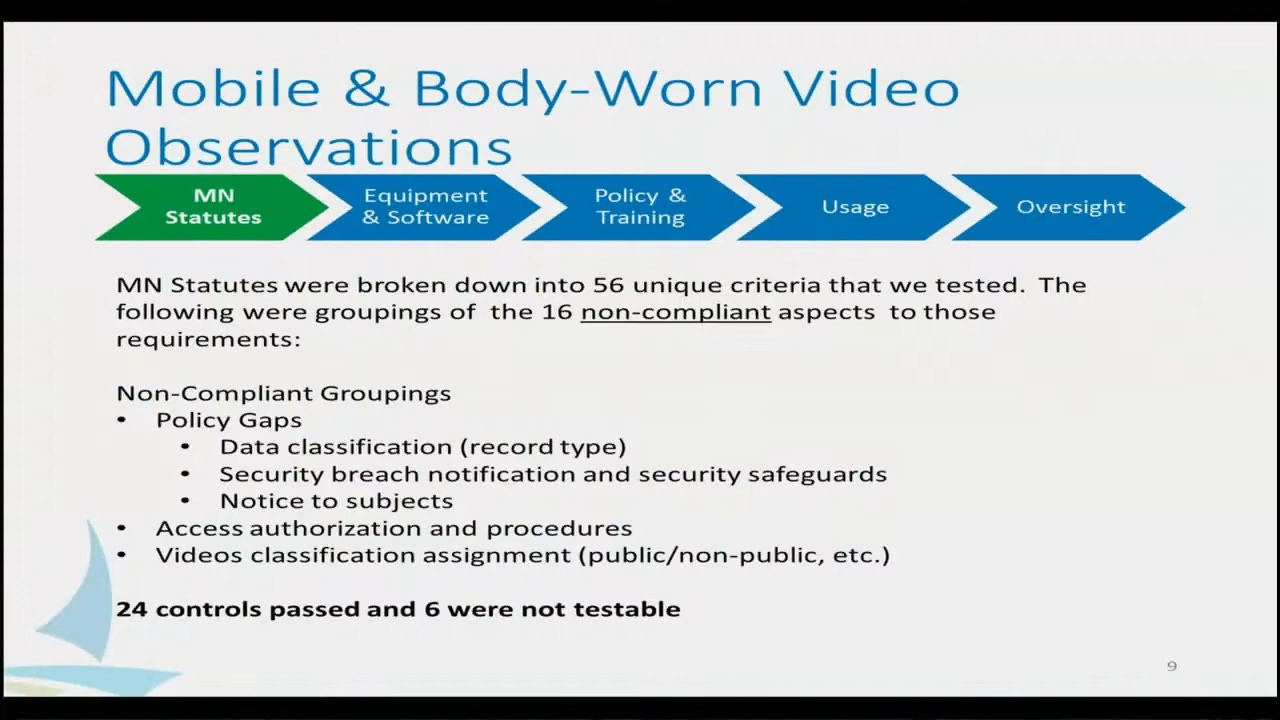 Mobile & Body-Worn Video
Observations
MN
Statutes
Equipment
& Software
Policy &
Training
Usage
Oversight
MN Statutes were broken down into 56 unique criteria that we tested. The
following were groupings of the 16 non-compliant aspects to those
requirements:
Non-Compliant Groupings
• Policy Gaps
• Data classification (record type)
• Security breach notification and security safeguards
• Notice to subjects
• Access authorization and procedures
• Videos classification assignment (public/non-public, etc.)
24 controls passed and 6 were not testable
9